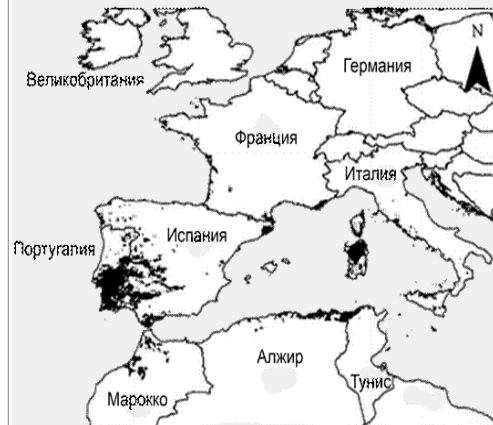 N
Германия
Великобритания
Франция
Италия
Испания
Португалия
Алжир
Тунис
Марокко